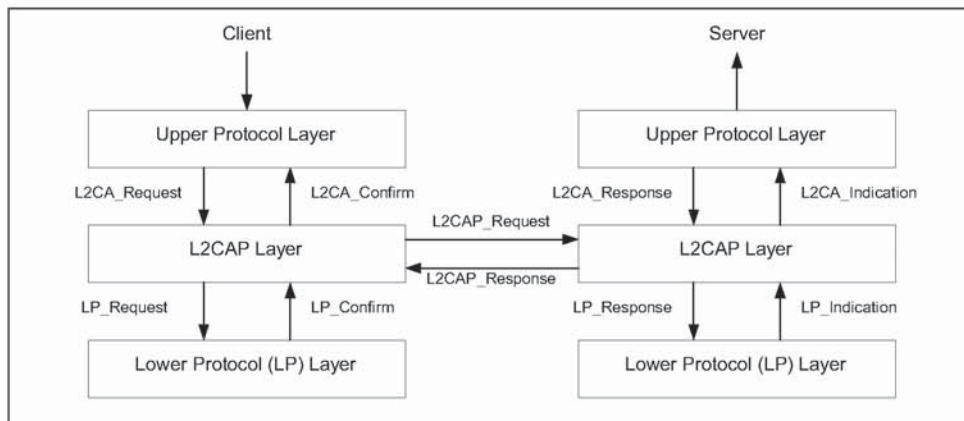 Client
Server
Upper Protocol Layer
Upper Protocol Layer
L2CA_Request
L2CA_Confirm
L2CA_Response
L2CA_Indication
L2CAP_Request
L2CAP Layer
L2CAP Layer
L2CAP_Response
LP_Request
LP_Confirm
LP_Response
LP_Indication
Lower Protocol (LP) Layer
Lower Protocol (LP) Layer